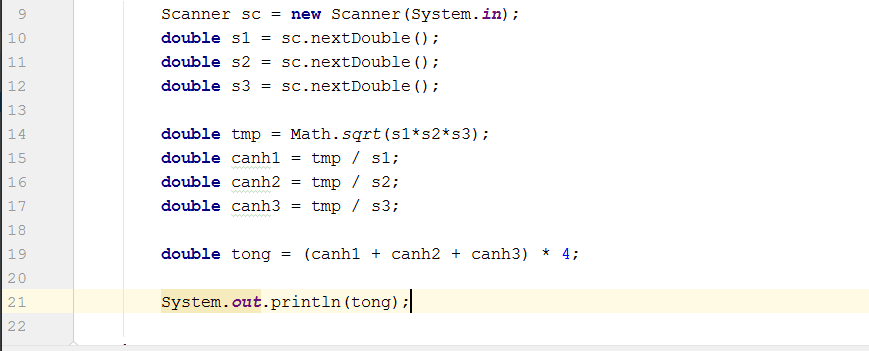 9 Scanner sc = new Scanner(System.in);
10 double s1 = sc.nextDouble();
11 double s2 = sc.nextDouble();
12 double s3 = sc.nextDouble();
13
14 double tmp = Math.sqrt(s1*s2*s3);
15 double canh1 = tmp / s1;
16 double canh2 = tmp / s2;
17 double canh3 = tmp / s3;
18
19 double tong = (canh1 + canh2 + canh3) * 4;
20
21 System.out.println(tong);
22